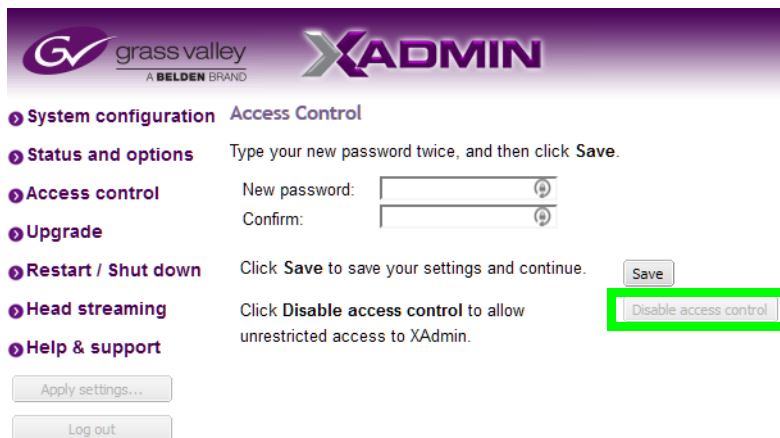 grass valley
A BELDEN BRAND
XADMIN
System configuration
Status and options
Access control
Upgrade
Restart / Shut down
Head streaming
Help & support
Apply settings...
Log out
Access Control
Type your new password twice, and then click Save.
New password:
Confirm:
Click Save to save your settings and continue.
Save
Click Disable access control to allow
unrestricted access to XAdmin.
Disable access control